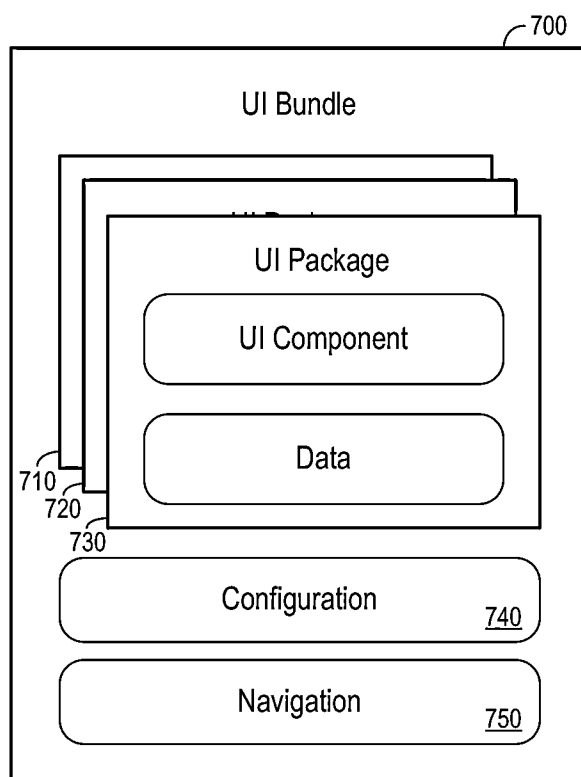 700
UI Bundle
UI Package
UI Component
Data
710
720
730
Configuration
740
Navigation
750